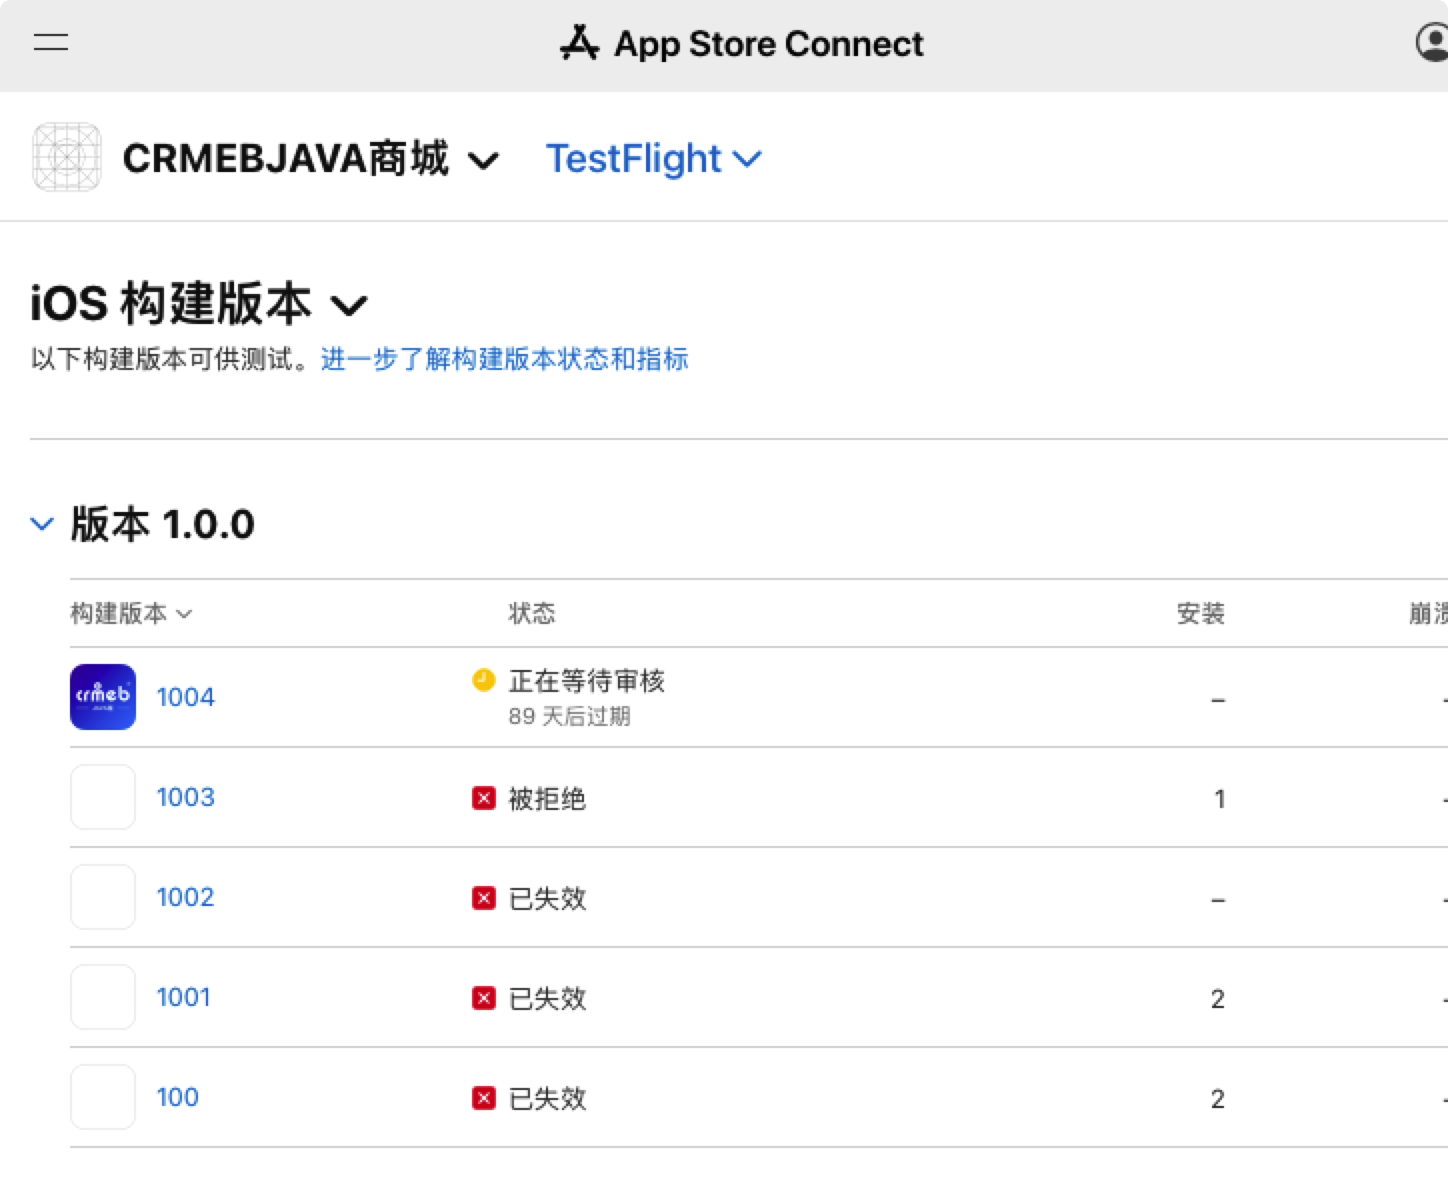 App Store Connect
CRMEBJAVA商城 TestFlight
iOS 构建版本
以下构建版本可供测试。进一步了解构建版本状态和指标
版本 1.0.0
构建版本 状态 安装 崩溃
crmeb 1004 正在等待审核 –
89 天后过期
1003 被拒绝 1
1002 已失效 –
1001 已失效 2
100 已失效 2